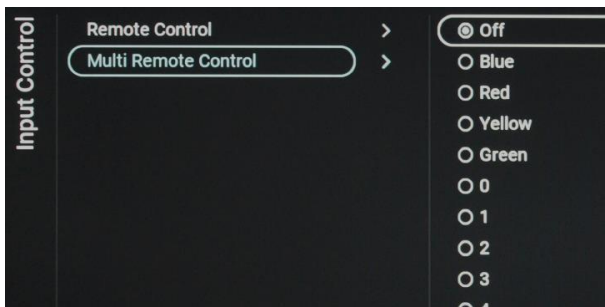 Input Control
Remote Control
Multi Remote Control
Off
Blue
Red
Yellow
Green
0
1
2
3